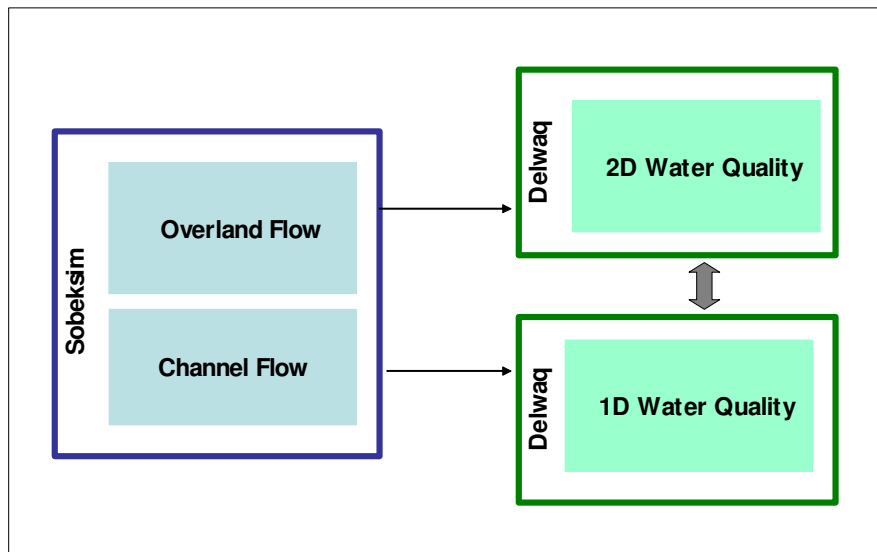 Sobeksim
Overland Flow
Channel Flow
Delwaq
2D Water Quality
Delwaq
1D Water Quality